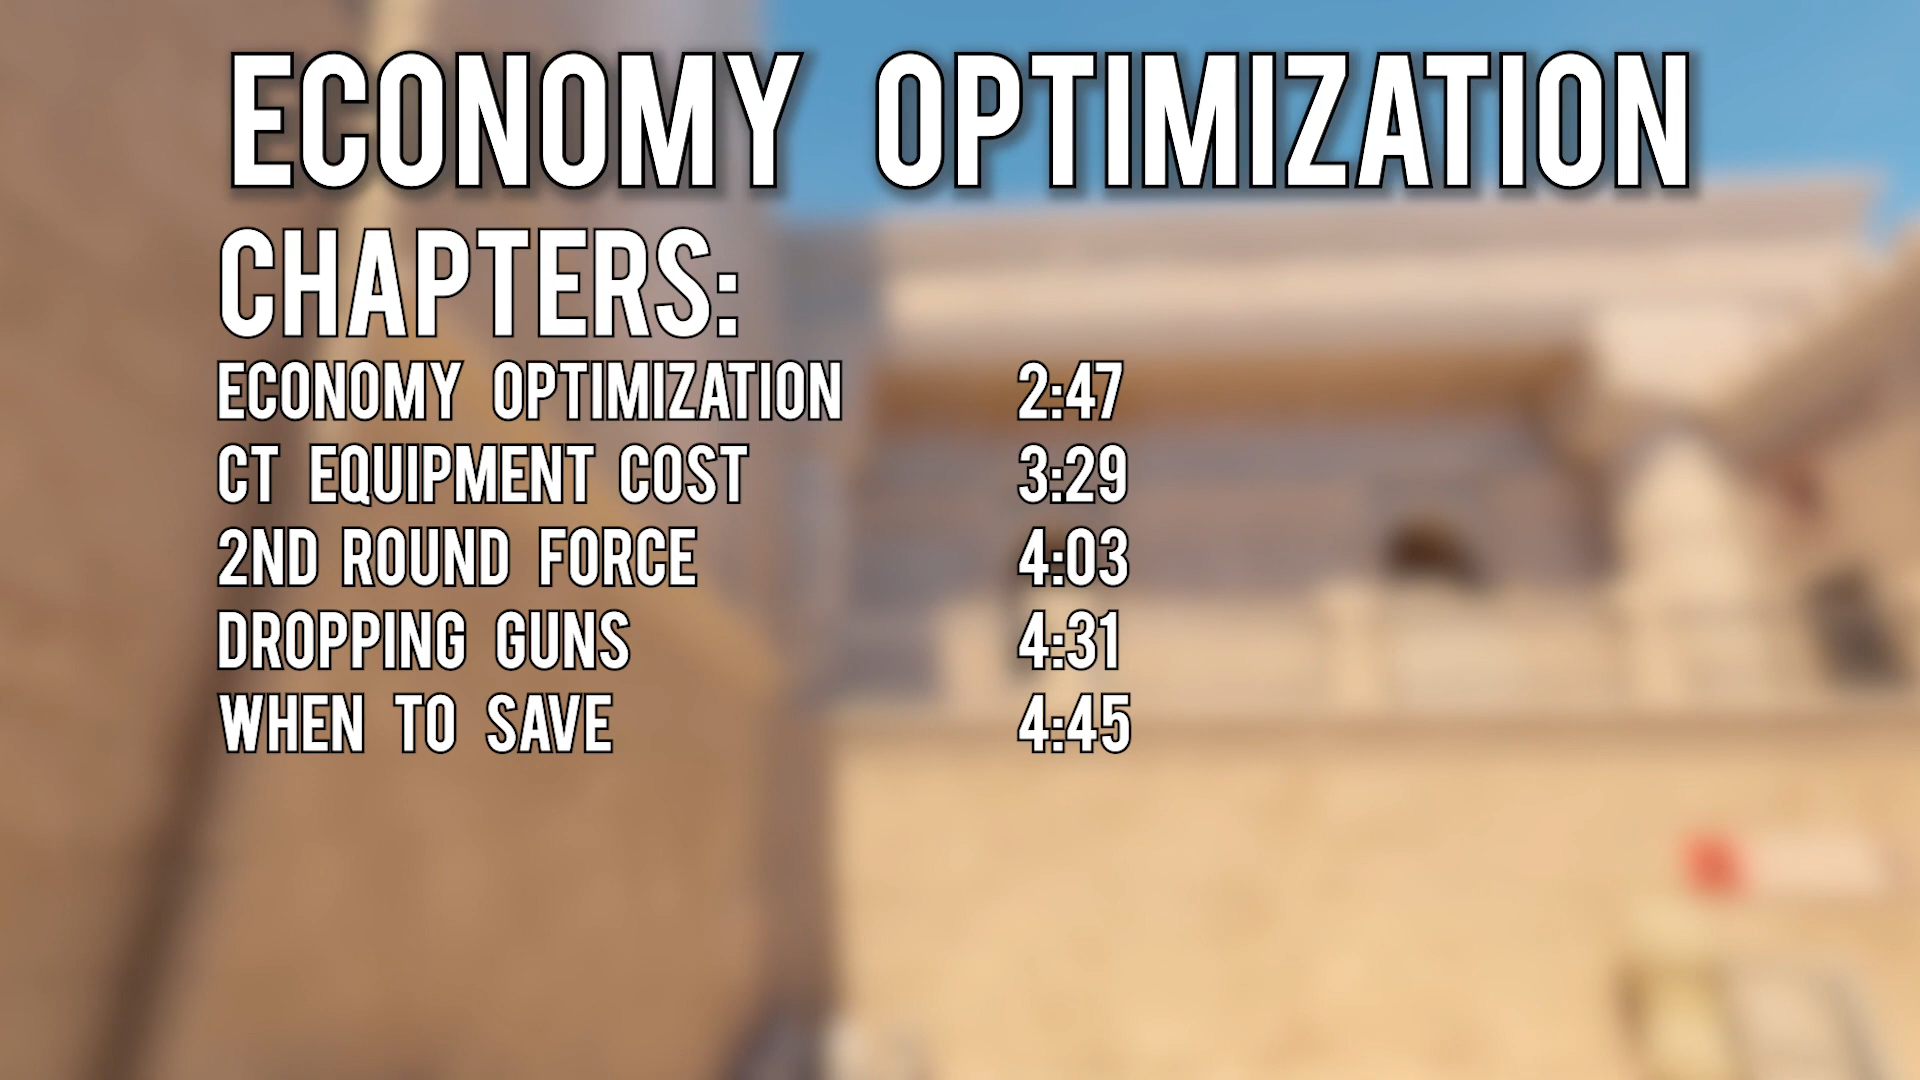 ECONOMY OPTIMIZATION
CHAPTERS:
ECONOMY OPTIMIZATION 2:47
CT EQUIPMENT COST 3:29
2ND ROUND FORCE 4:03
DROPPING GUNS 4:31
WHEN TO SAVE 4:45